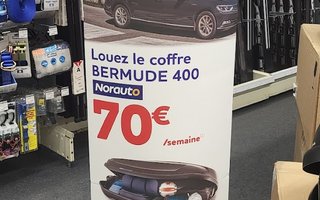 Louez le coffre
BERMUDE 400
Norauto
70€
/semaine